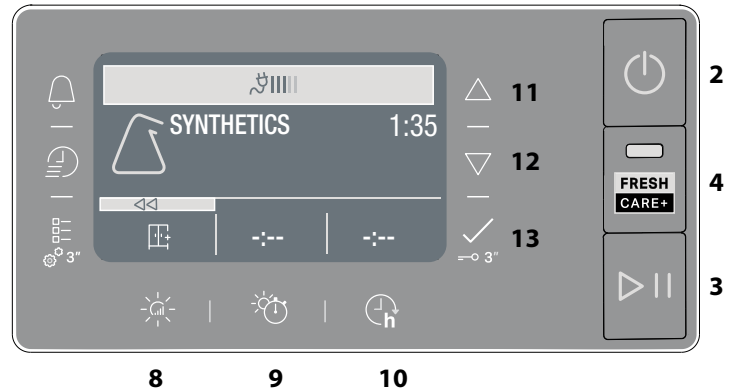 2
11
SYNTHETICS 1:35
12
FRESH
CARE+
4
-:-- -:--
13
3"
3"
3
h
8 9 10